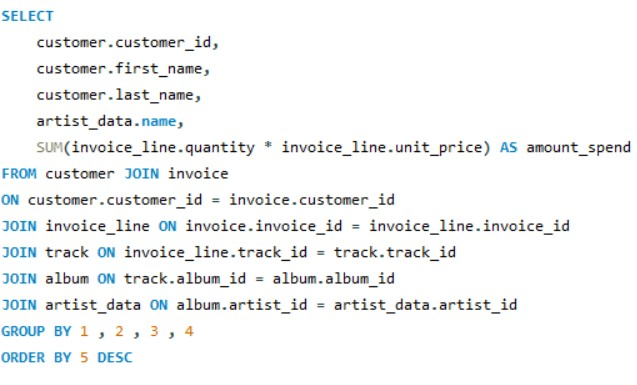 SELECT
customer.customer_id,
customer.first_name,
customer.last_name,
artist_data.name,
SUM(invoice_line.quantity * invoice_line.unit_price) AS amount_spend
FROM customer JOIN invoice
ON customer.customer_id = invoice.customer_id
JOIN invoice_line ON invoice.invoice_id = invoice_line.invoice_id
JOIN track ON invoice_line.track_id = track.track_id
JOIN album ON track.album_id = album.album_id
JOIN artist_data ON album.artist_id = artist_data.artist_id
GROUP BY 1 , 2 , 3 , 4
ORDER BY 5 DESC